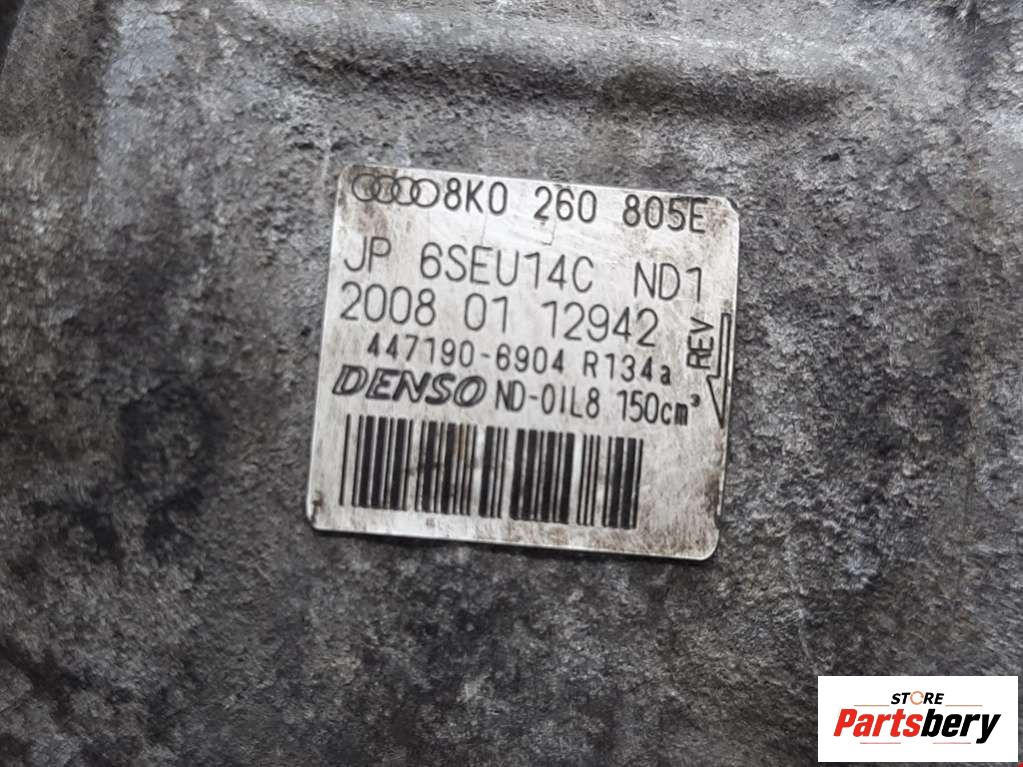 8K0 260 805E
JP 6SEU14C ND1
2008 01 12942
447190-6904 R134a
REV
DENSO ND-OIL8 150cm³
STORE
Partsbery